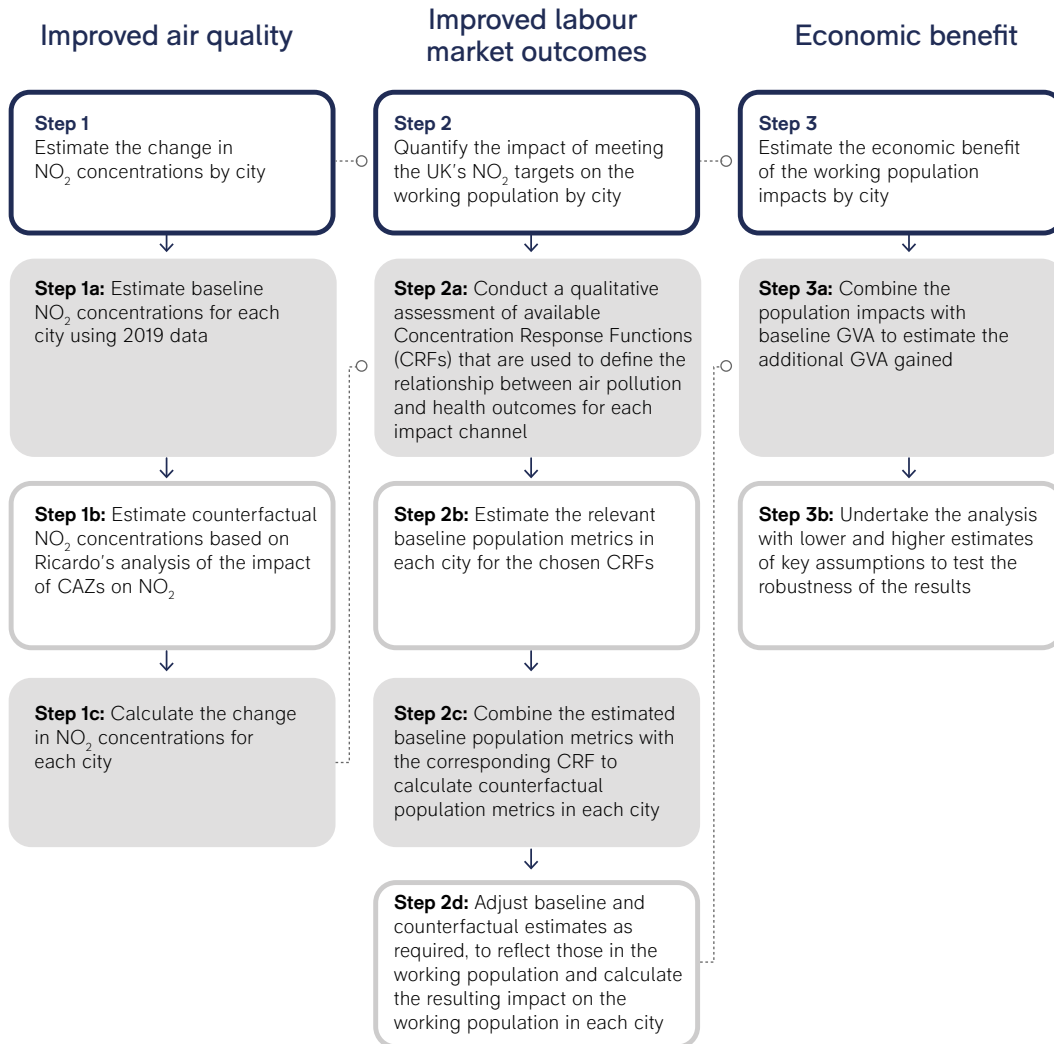 Improved air quality
Improved labour
market outcomes
Economic benefit
Step 1
Estimate the change in
NO₂ concentrations by city
Step 2
Quantify the impact of meeting
the UK's NO₂ targets on the
working population by city
Step 3
Estimate the economic benefit
of the working population
impacts by city
Step 1a: Estimate baseline
NO₂ concentrations for each
city using 2019 data
Step 2a: Conduct a qualitative
assessment of available
Concentration Response Functions
(CRFs) that are used to define the
relationship between air pollution
and health outcomes for each
impact channel
Step 3a: Combine the
population impacts with
baseline GVA to estimate the
additional GVA gained
Step 1b: Estimate counterfactual
NO₂ concentrations based on
Ricardo's analysis of the impact
of CAZs on NO₂
Step 2b: Estimate the relevant
baseline population metrics in
each city for the chosen CRFs
Step 3b: Undertake the analysis
with lower and higher estimates
of key assumptions to test the
robustness of the results
Step 1c: Calculate the change
in NO₂ concentrations for
each city
Step 2c: Combine the estimated
baseline population metrics with
the corresponding CRF to
calculate counterfactual
population metrics in each city
Step 2d: Adjust baseline and
counterfactual estimates as
required, to reflect those in the
working population and calculate
the resulting impact on the
working population in each city